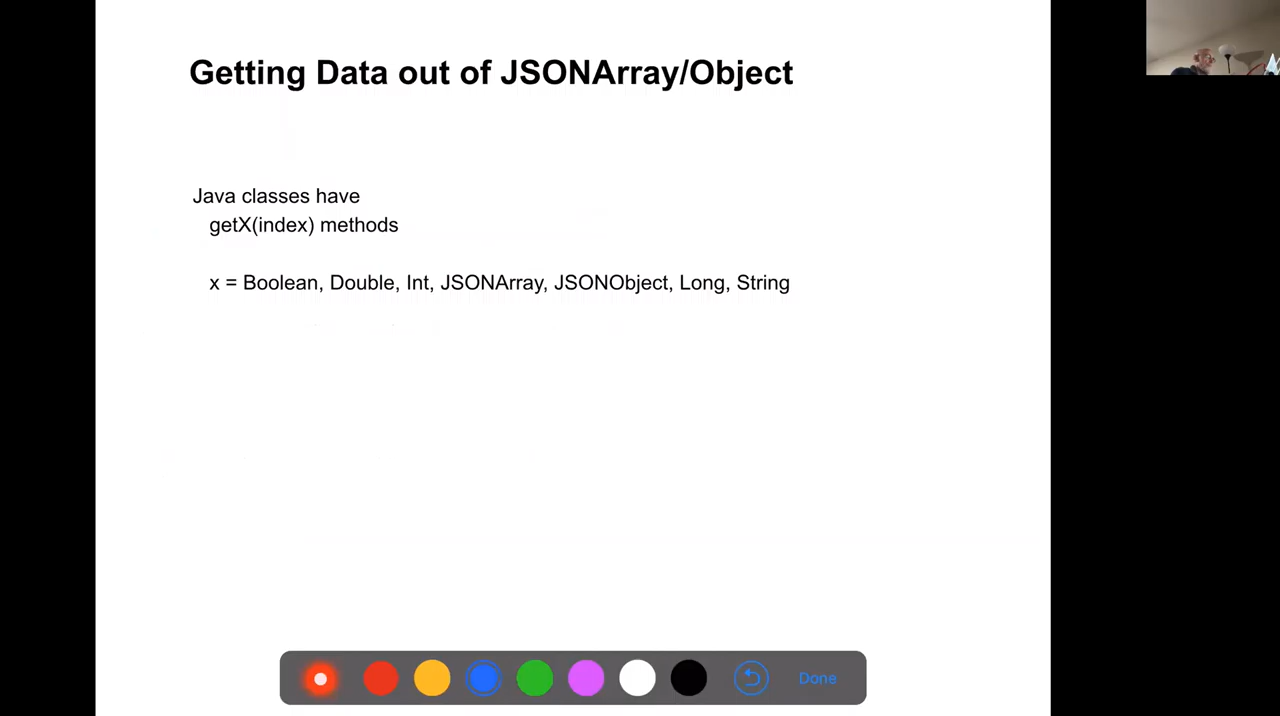 Getting Data out of JSONArray/Object
Java classes have
getX(index) methods
x = Boolean, Double, Int, JSONArray, JSONObject, Long, String
Done